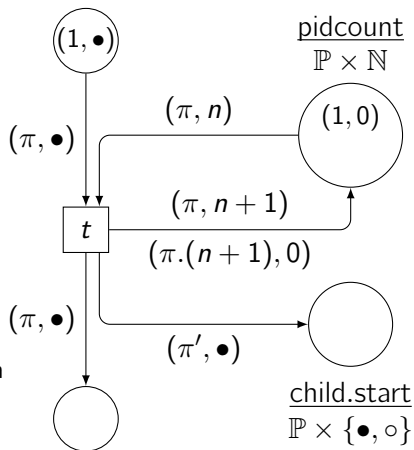 (1, •)
pidcount
ℙ × ℕ
(π, n)
(1, 0)
(π, •)
t
(π, n + 1)
(π.(n + 1), 0)
(π, •)
(π′, •)
n
child.start
ℙ × {•, ◦}